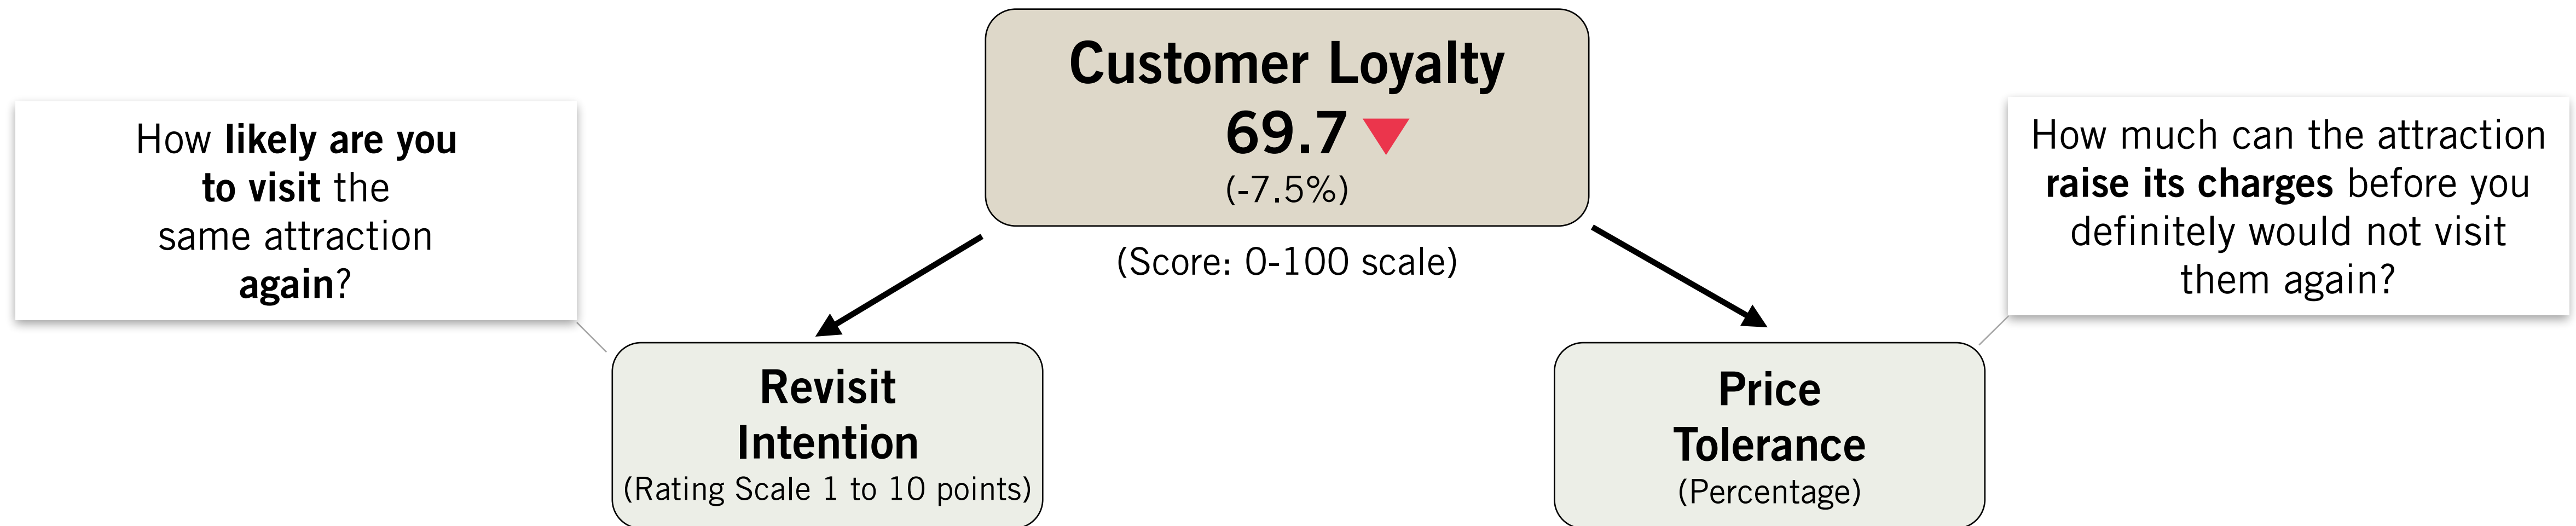 Customer Loyalty
69.7
(-7.5%)
(Score: 0-100 scale)
How likely are you
to visit the
same attraction
again?
How much can the attraction
raise its charges before you
definitely would not visit
them again?
Revisit
Intention
(Rating Scale 1 to 10 points)
Price
Tolerance
(Percentage)